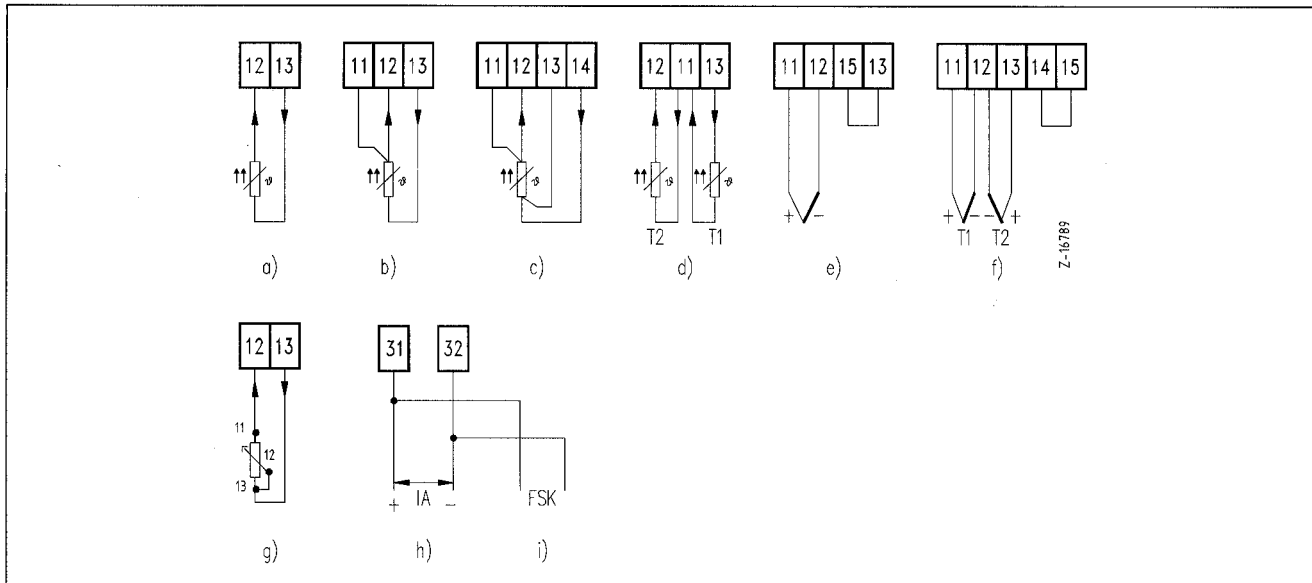 12 13
11 12 13
11 12 13 14
12 11 13
11 12 15 13
11 12 13 14 15
ϑ ϑ ϑ ϑ ϑ
+ - + - - +
T2 T1 T1 T2
a) b) c) d) e) f)
Z-16789
12 13
31 32
11
12
13
+ IA - FSK
g) h) i)